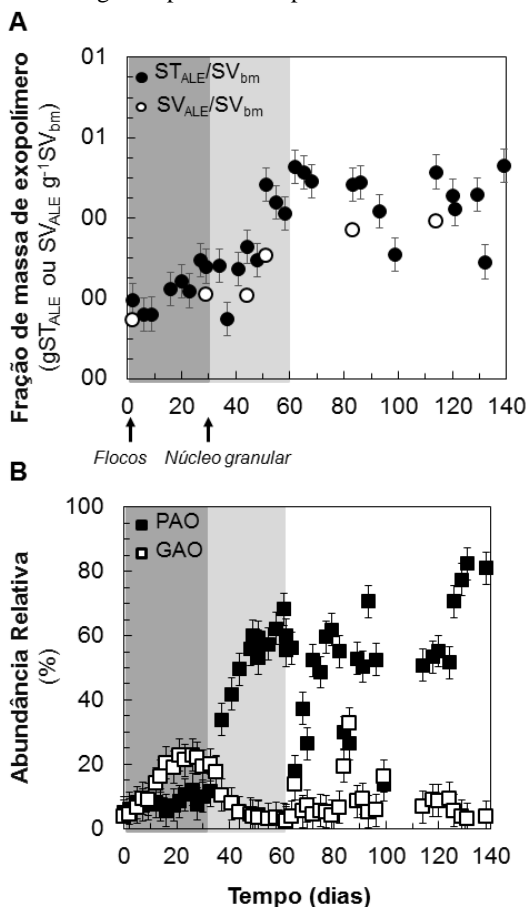 A
01
ST_ALE/SV_bm
SV_ALE/SV_bm
01
00
00
00
Fração de massa de exopolímero
(gST_ALE ou SV_ALE g⁻¹SV_bm)
0 20 40 60 80 100 120 140
Flocos Núcleo granular
B
100
PAO
GAO
80
60
40
20
0
Abundância Relativa
(%)
0 20 40 60 80 100 120 140
Tempo (dias)